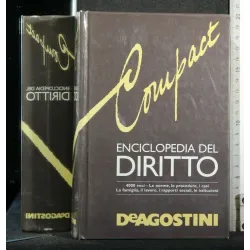 Compact
ENCICLOPEDIA DEL
DIRITTO
4000 voci - Le norme, le procedure, i casi
La famiglia, il lavoro, i rapporti sociali, le istituzioni
DEAGOSTINI
Compact
ENCICLOPEDIA DEL
DIRITTO
DEAGOSTINI